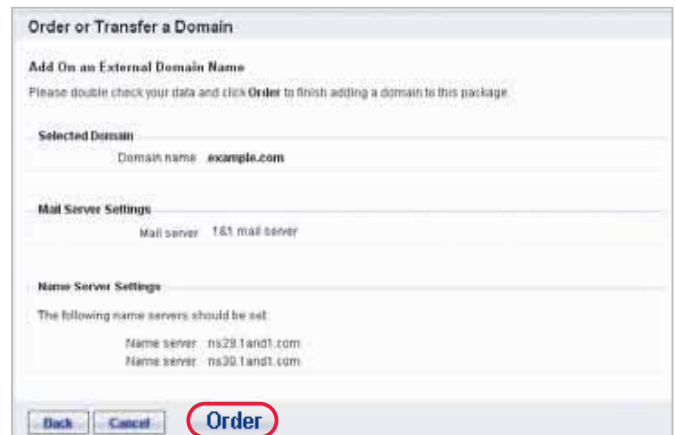 Order or Transfer a Domain
Add On an External Domain Name
Please double check your data and click Order to finish adding a domain to this package.
Selected Domain
Domain name example.com
Mail Server Settings
Mail server 1&1 mail server
Name Server Settings
The following name servers should be set:
Name server ns29.1and1.com
Name server ns30.1and1.com
Back Cancel Order